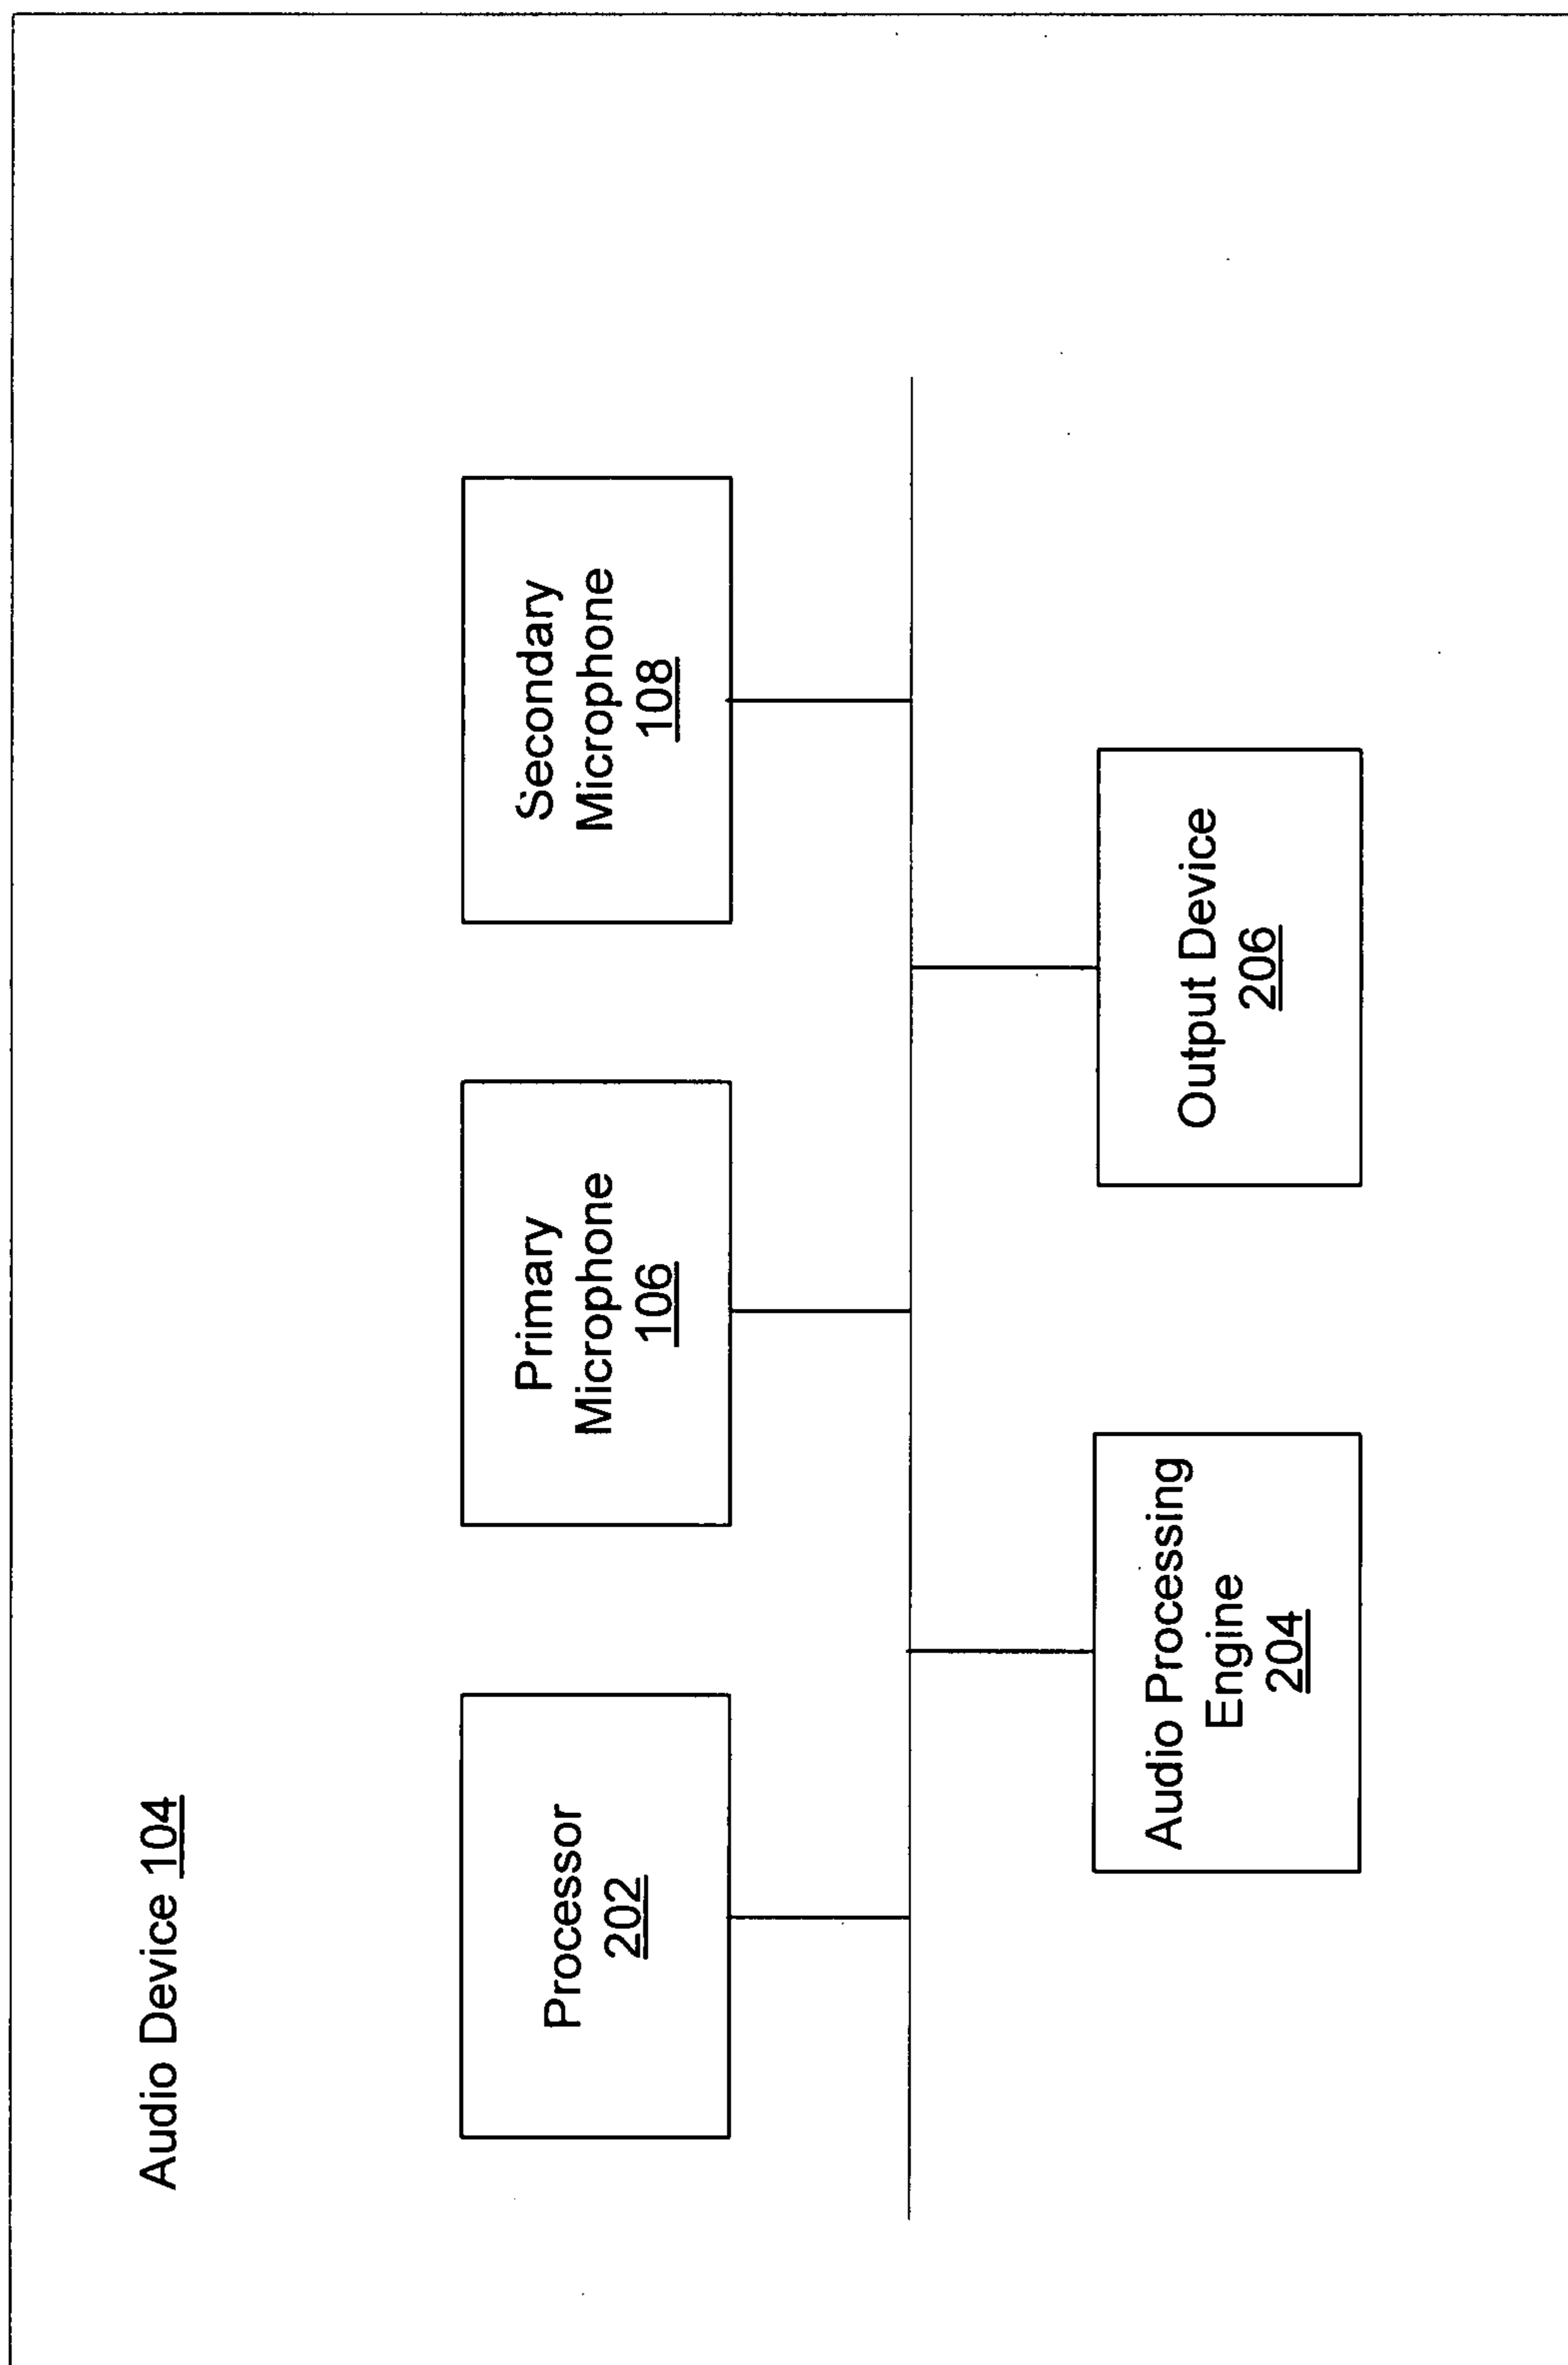 Audio Device 104
Processor
202
Primary
Microphone
106
Secondary
Microphone
108
Audio Processing
Engine
204
Output Device
206